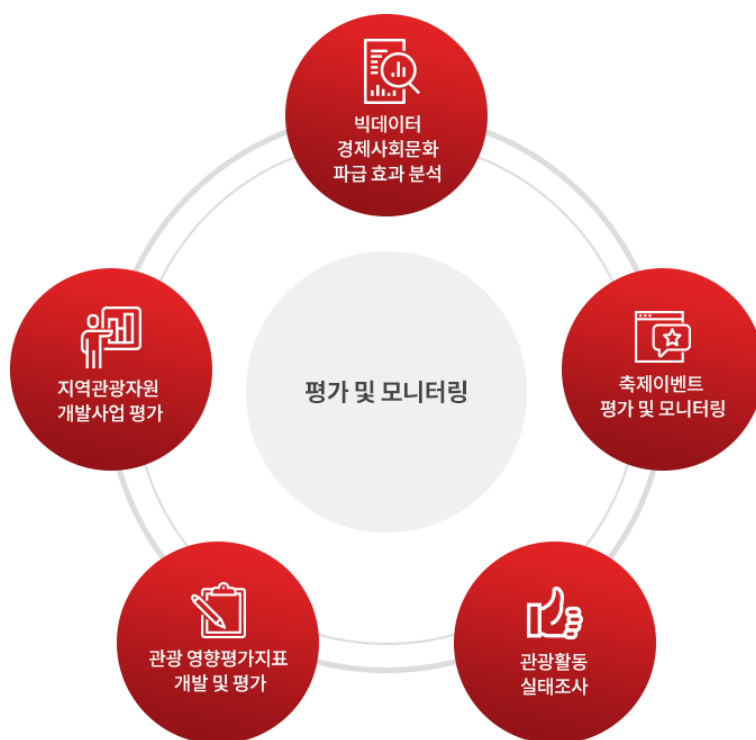 빅데이터
경제사회문화
파급 효과 분석
지역관광자원
개발사업 평가
평가 및 모니터링
축제이벤트
평가 및 모니터링
관광 영향평가지표
개발 및 평가
관광활동
실태조사